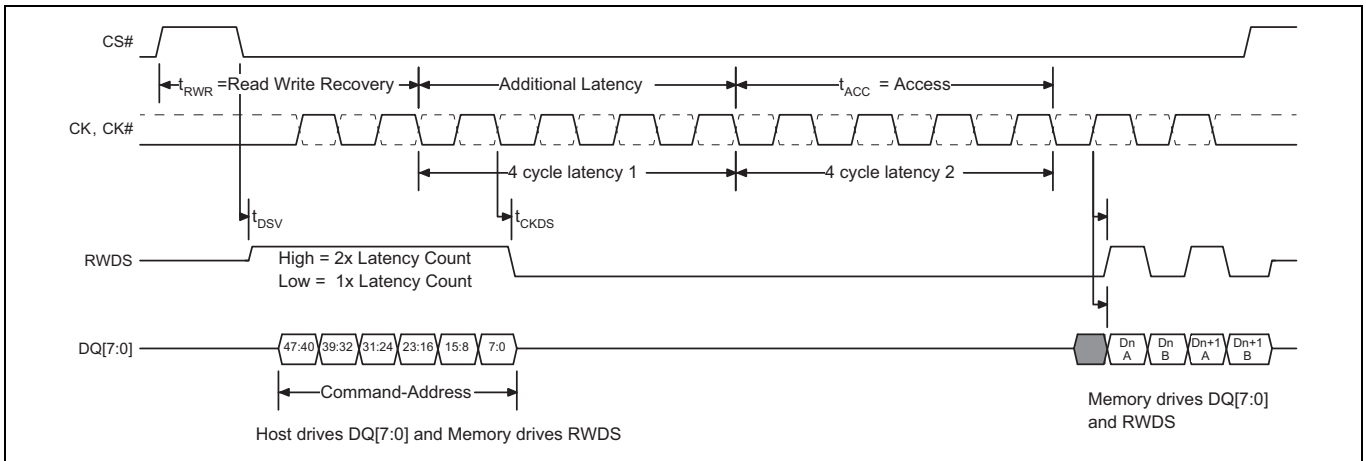 CS#
tRWR =Read Write Recovery
Additional Latency
tACC = Access
CK, CK#
4 cycle latency 1
4 cycle latency 2
tDSV
tCKDS
RWDS
High = 2x Latency Count
Low = 1x Latency Count
DQ[7:0]
47:40 39:32 31:24 23:16 15:8 7:0
Dn A
Dn B
Dn+1 A
Dn+1 B
Command-Address
Memory drives DQ[7:0]
and RWDS
Host drives DQ[7:0] and Memory drives RWDS